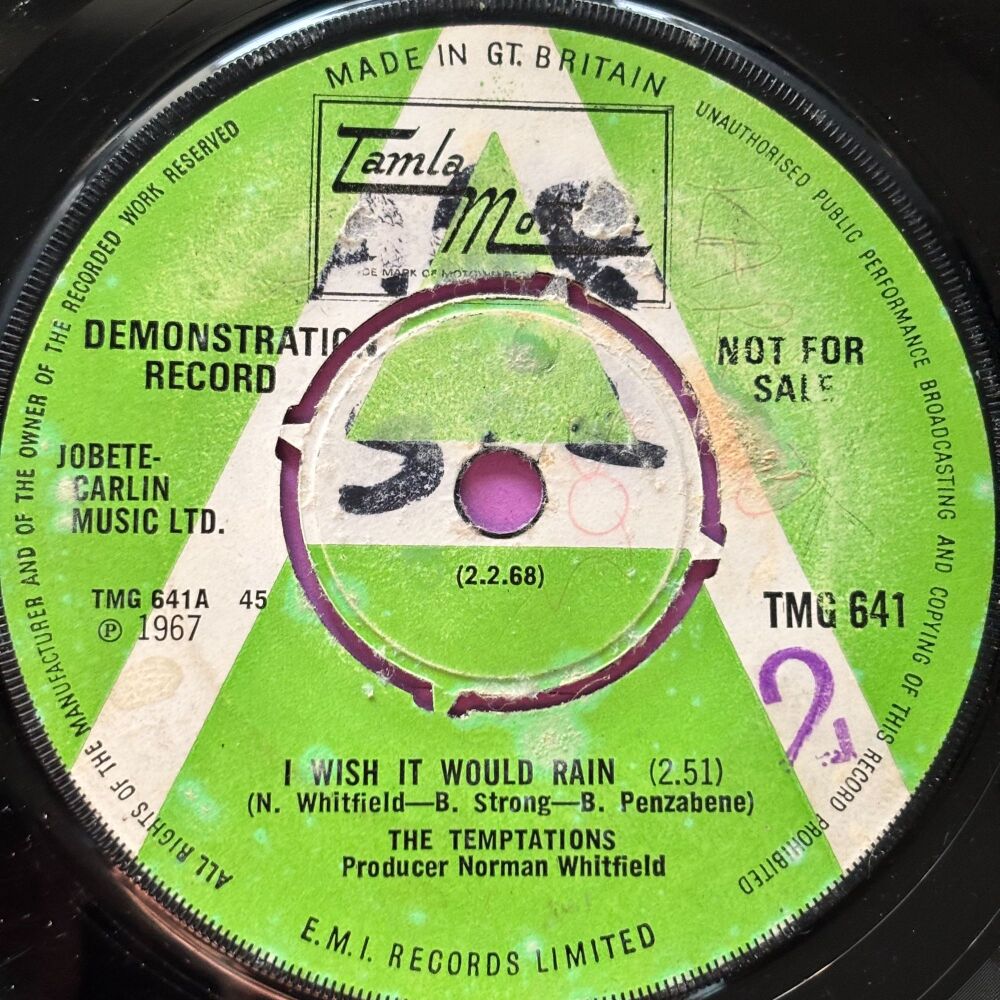 MADE IN GT. BRITAIN
UNAUTHORISED PUBLIC PERFORMANCE BROADCASTING AND COPYING OF THIS RECORD PROHIBITED
ALL RIGHTS OF THE MANUFACTURER AND OF THE OWNER OF THE RECORDED WORK RESERVED
Tamla
DEMONSTRATION
RECORD
NOT FOR
SALE
JOBETE-
CARLIN
MUSIC LTD.
(2.2.68)
TMG 641A 45
℗ 1967
TMG 641
2
I WISH IT WOULD RAIN (2.51)
(N. Whitfield—B. Strong—B. Penzabene)
THE TEMPTATIONS
Producer Norman Whitfield
E.M.I. RECORDS LIMITED